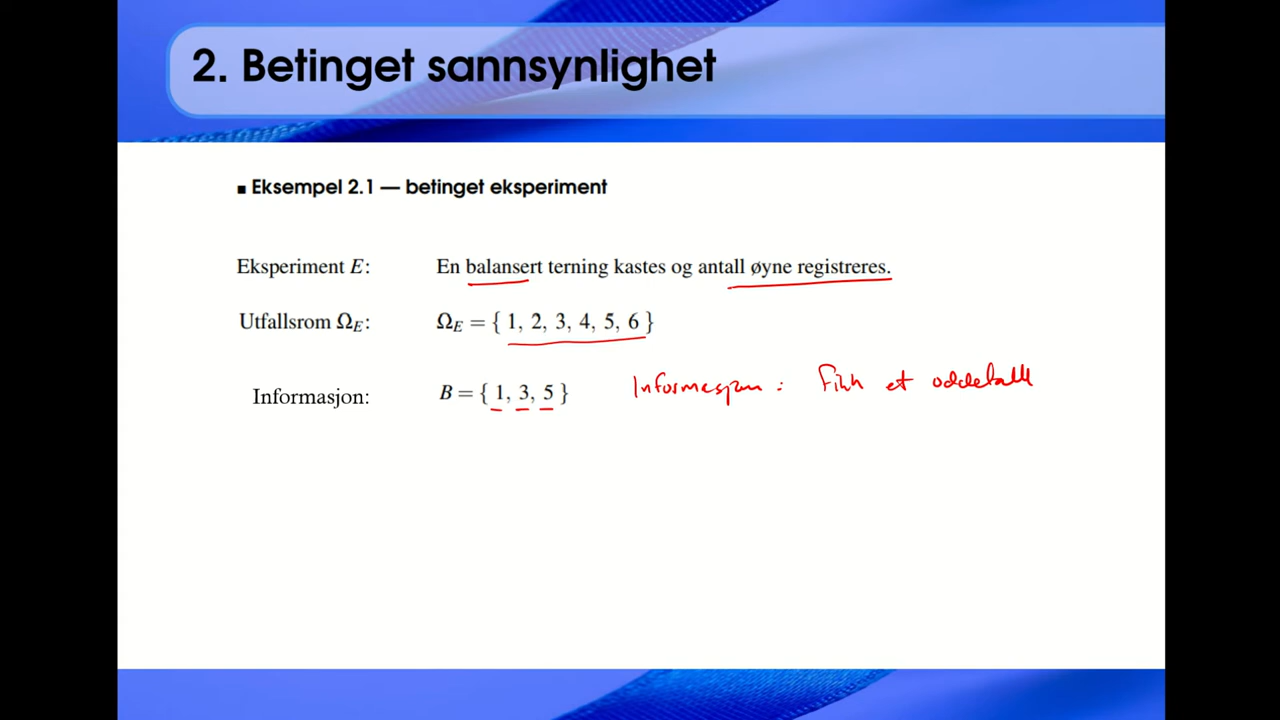 2. Betinget sannsynlighet
■ Eksempel 2.1 — betinget eksperiment
Eksperiment E: En balansert terning kastes og antall øyne registreres.
Utfallsrom Ω_E: Ω_E = { 1, 2, 3, 4, 5, 6 }
Informasjon: B = { 1, 3, 5 } Informasjon : Fikk et oddetall